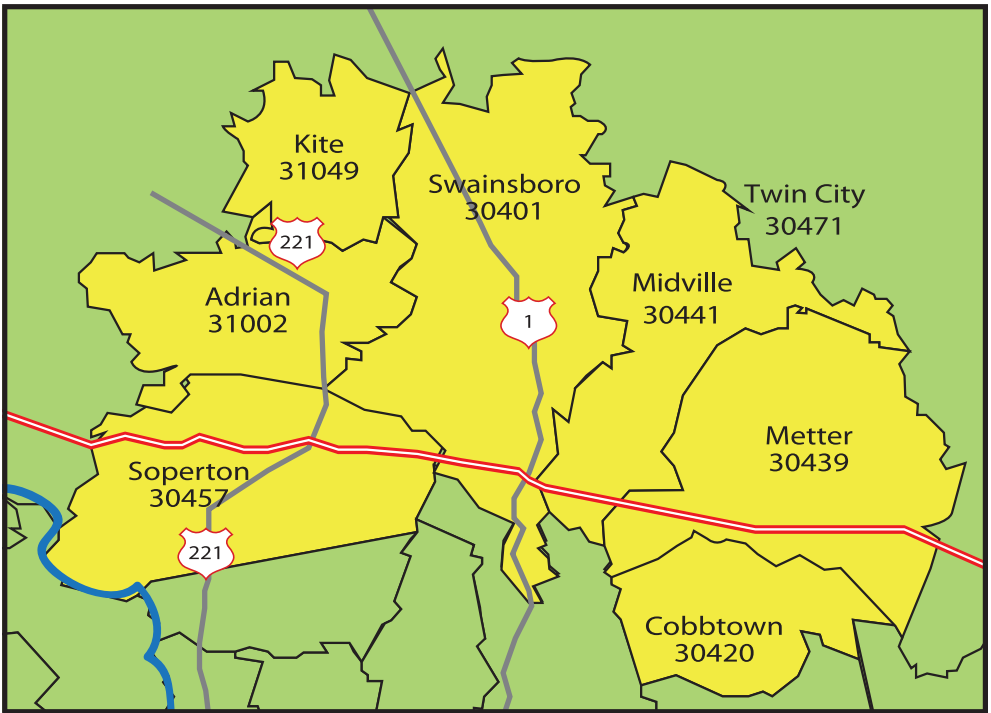 Kite
31049
Swainsboro
30401
Twin City
30471
221
Adrian
31002
Midville
30441
1
Metter
30439
Soperton
30457
221
Cobbtown
30420